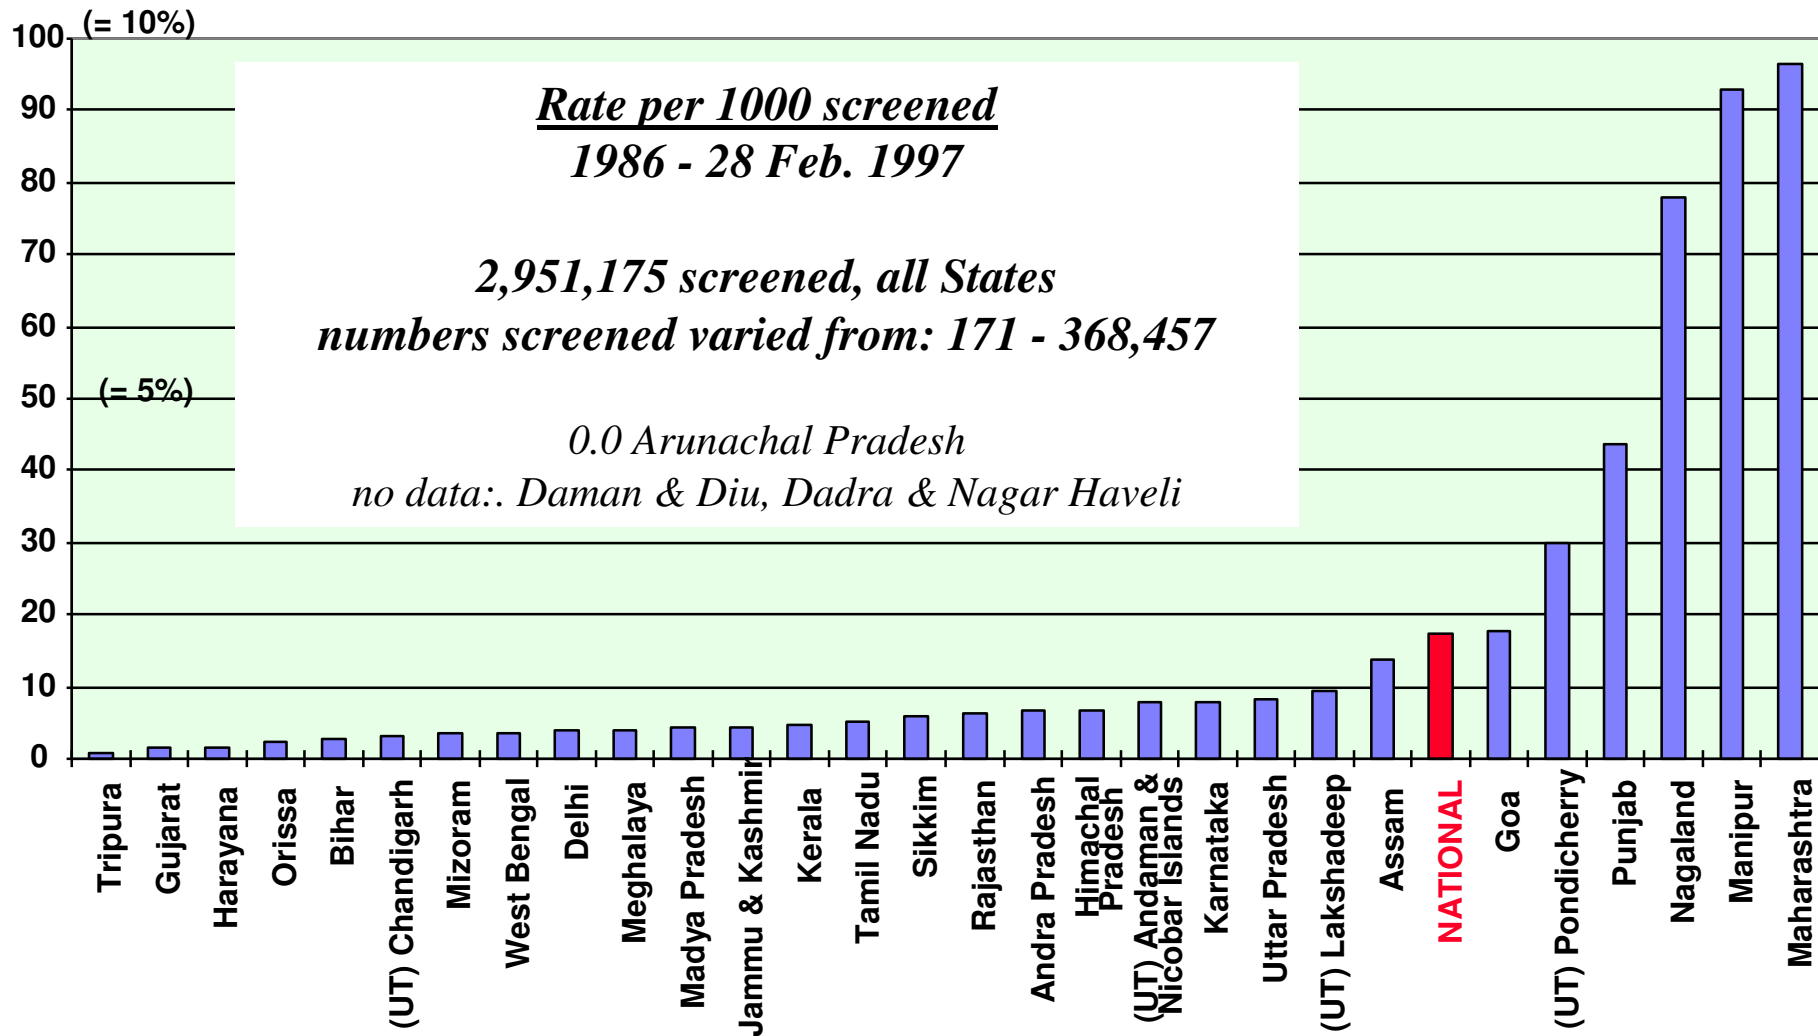 (= 10%)
100
90
80
70
60
(= 5%)
50
40
30
20
10
0
Rate per 1000 screened
1986 - 28 Feb. 1997
2,951,175 screened, all States
numbers screened varied from: 171 - 368,457
0.0 Arunachal Pradesh
no data:. Daman & Diu, Dadra & Nagar Haveli
Tripura
Gujarat
Harayana
Orissa
Bihar
(UT) Chandigarh
Mizoram
West Bengal
Delhi
Meghalaya
Madya Pradesh
Jammu & Kashmir
Kerala
Tamil Nadu
Sikkim
Rajasthan
Andra Pradesh
Himachal
Pradesh
(UT) Andaman &
Nicobar Islands
Karnataka
Uttar Pradesh
(UT) Lakshadeep
Assam
NATIONAL
Goa
(UT) Pondicherry
Punjab
Nagaland
Manipur
Maharashtra